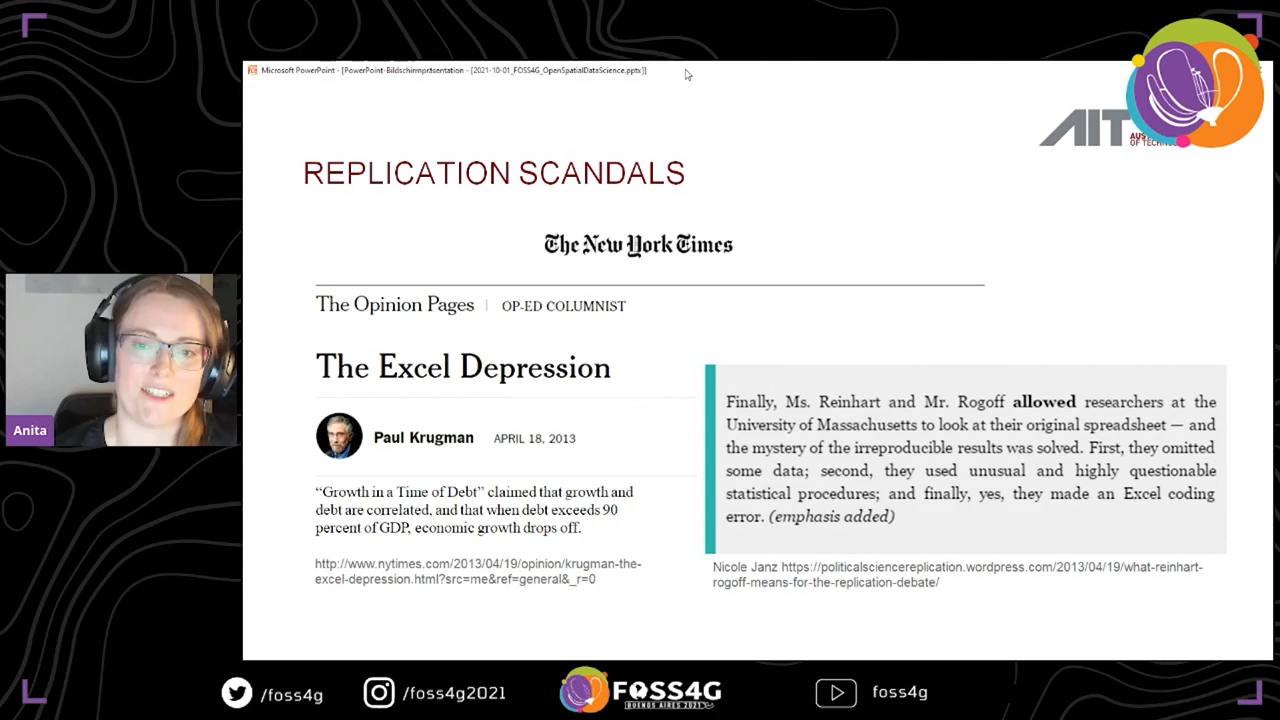 Microsoft PowerPoint - [PowerPoint-Bildschirmpräsentation - [2021-10-01_FOSS4G_OpenSpatialDataScience.pptx]]
AIT
OF TECHN
REPLICATION SCANDALS
The New York Times
The Opinion Pages | OP-ED COLUMNIST
The Excel Depression
Paul Krugman APRIL 18, 2013
“Growth in a Time of Debt” claimed that growth and
debt are correlated, and that when debt exceeds 90
percent of GDP, economic growth drops off.
http://www.nytimes.com/2013/04/19/opinion/krugman-the-
excel-depression.html?src=me&ref=general&_r=0
Finally, Ms. Reinhart and Mr. Rogoff allowed researchers at the
University of Massachusetts to look at their original spreadsheet — and
the mystery of the irreproducible results was solved. First, they omitted
some data; second, they used unusual and highly questionable
statistical procedures; and finally, yes, they made an Excel coding
error. (emphasis added)
Nicole Janz https://politicalsciencereplication.wordpress.com/2013/04/19/what-reinhart-
rogoff-means-for-the-replication-debate/
Anita
/foss4g
/foss4g2021
FOSS4G
BUENOS AIRES 2021
foss4g